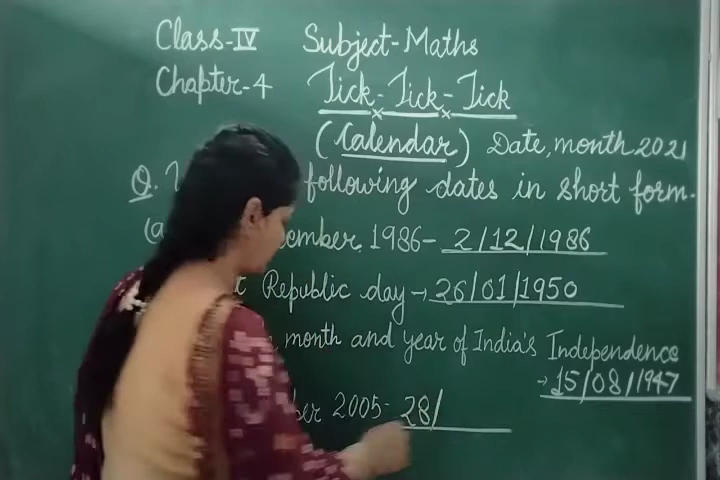 Class-IV Subject-Maths
Chapter-4 Tick-Tick-Tick
(Calendar) Date, month 2021
Q. following dates in short form.
(a ember 1986- 2/12/1986
Republic day → 26/01/1950
month and year of India's Independence
→ 15/08/1947
ber 2005- 28/